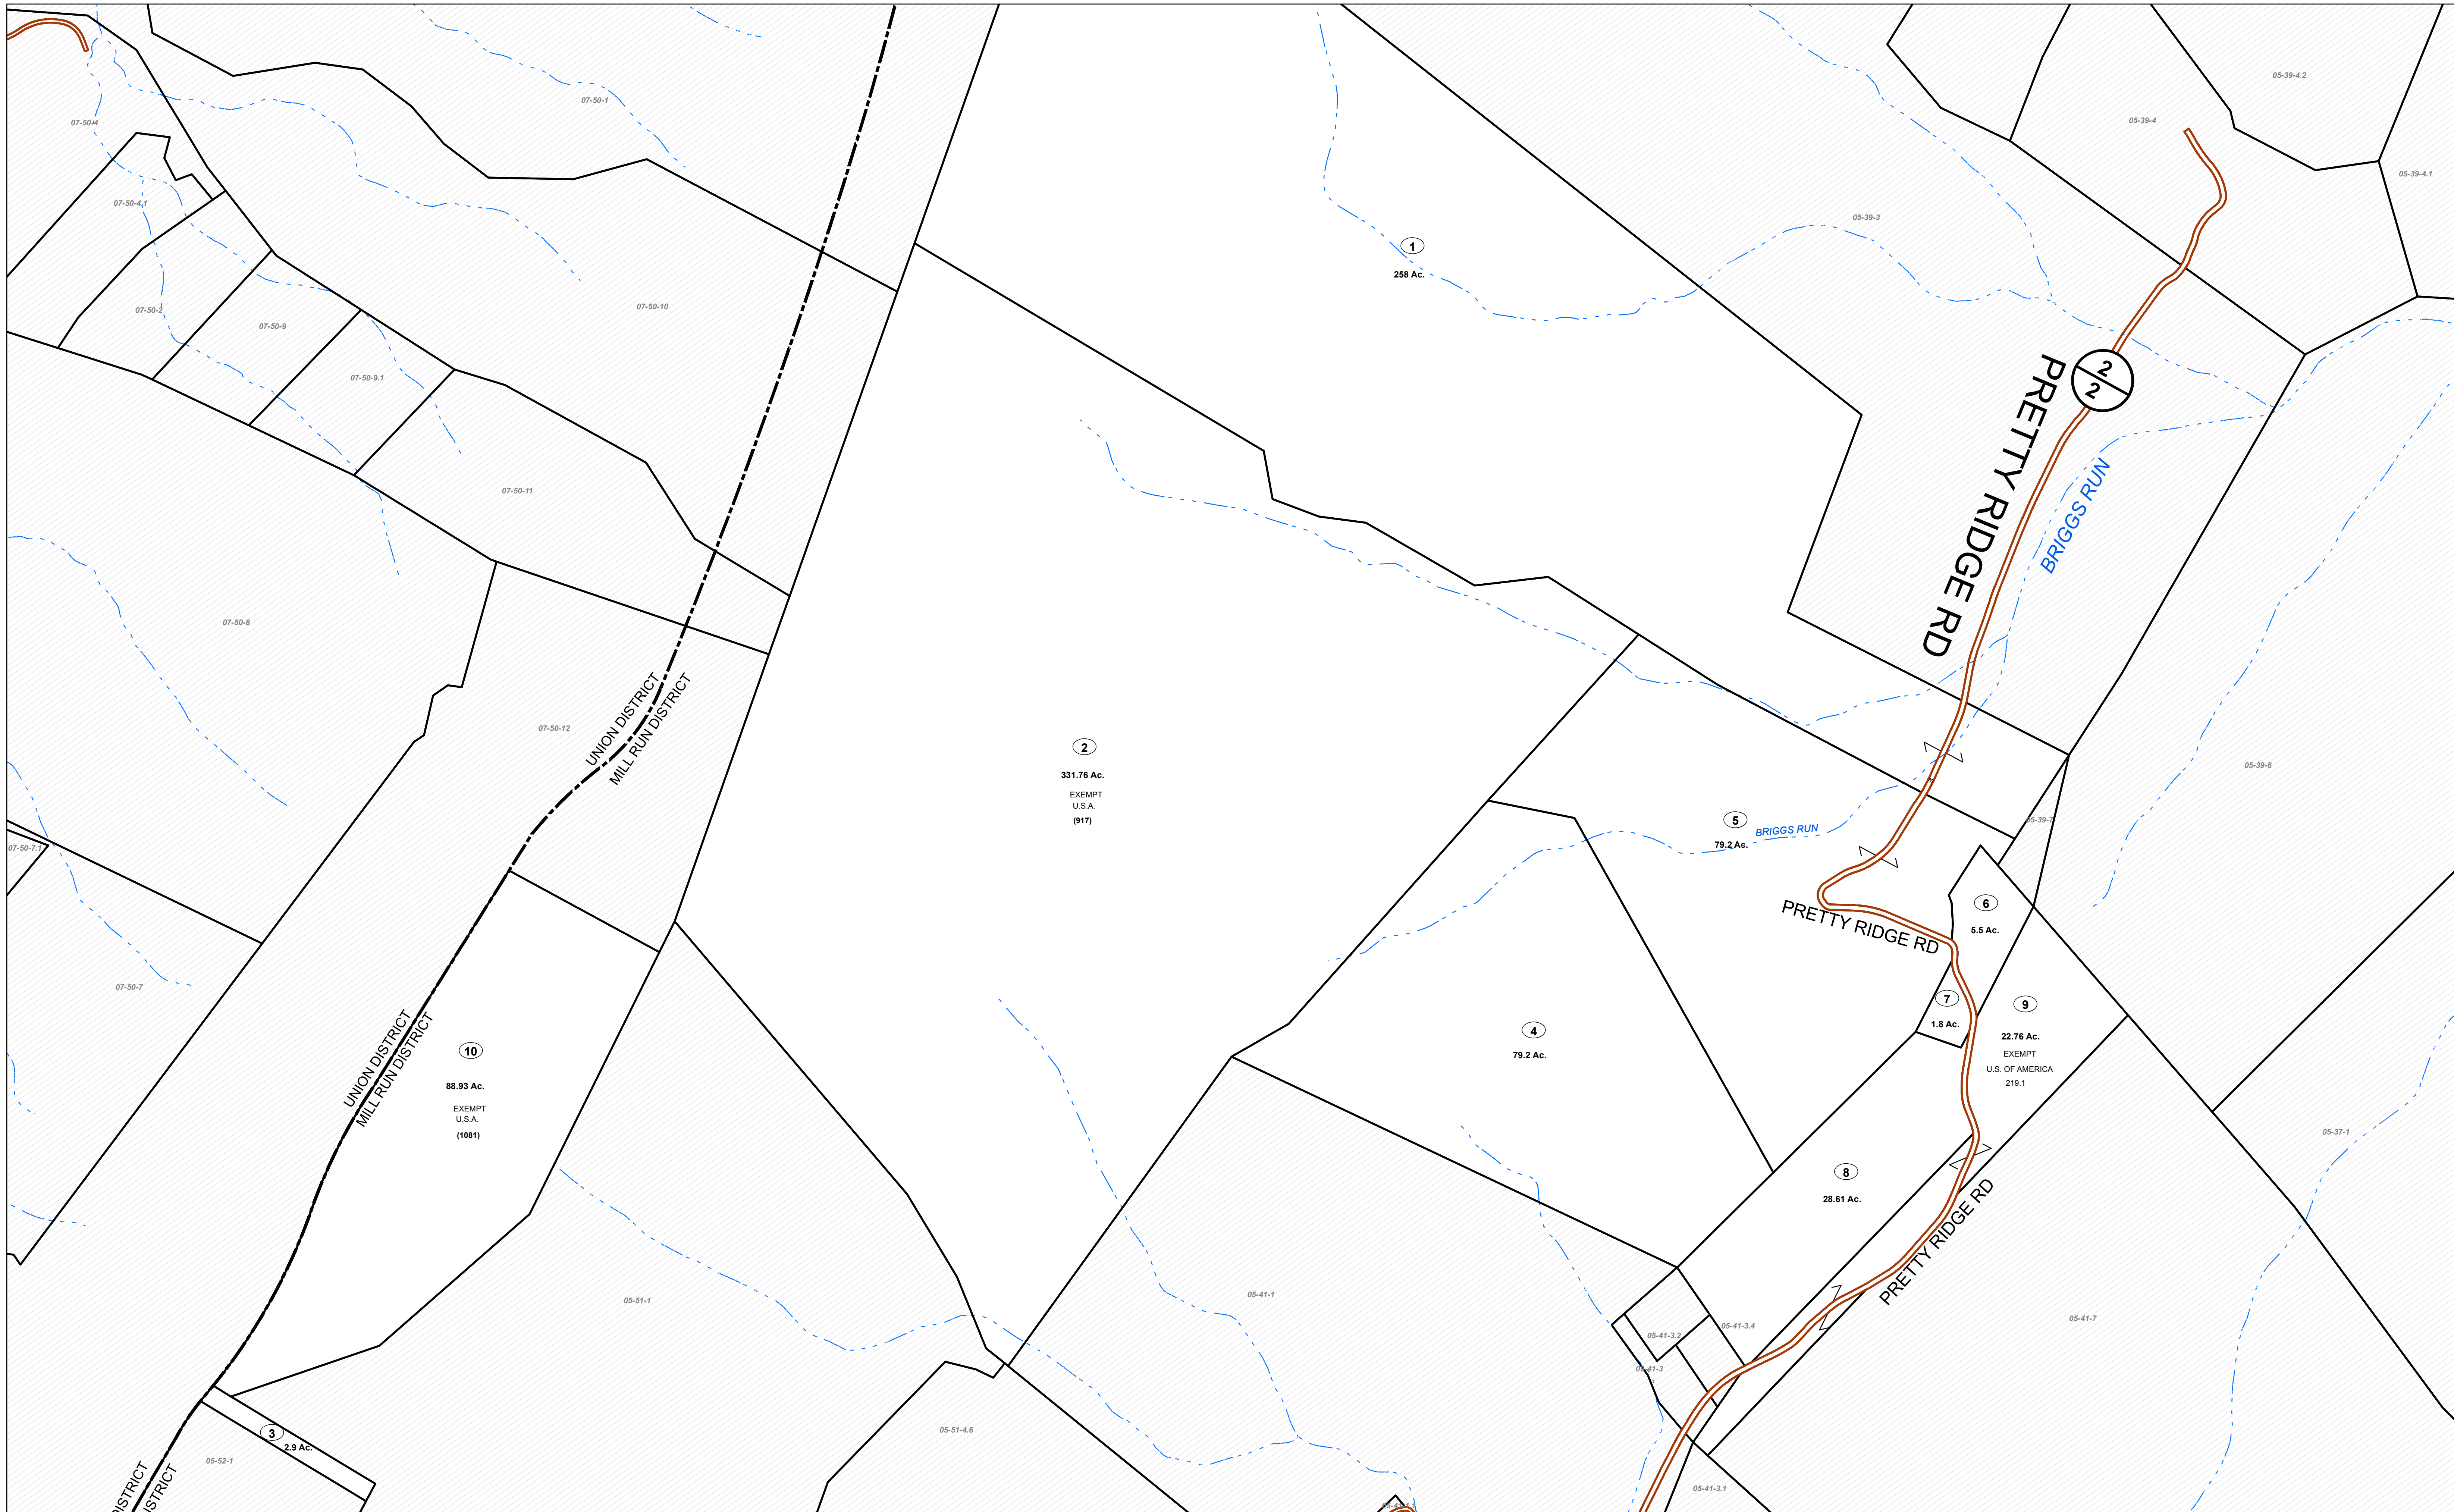 05-39-4.2
07-50-1
07-50-4
05-39-4
05-39-4.1
07-50-4.1
05-39-3
1
258 Ac.
07-50-2
07-50-10
07-50-9
2
2
PRETTY RIDGE RD
07-50-9.1
BRIGGS RUN
07-50-11
07-50-8
UNION DISTRICT
MILL RUN DISTRICT
07-50-12
2
331.76 Ac.
EXEMPT
U.S.A.
(917)
05-39-6
5
79.2 Ac.
BRIGGS RUN
05-39-7
07-50-7.1
6
5.5 Ac.
PRETTY RIDGE RD
07-50-7
7
1.8 Ac.
9
22.76 Ac.
EXEMPT
U.S. OF AMERICA
219.1
4
79.2 Ac.
UNION DISTRICT
MILL RUN DISTRICT
10
88.93 Ac.
EXEMPT
U.S.A.
(1081)
05-37-1
8
28.61 Ac.
PRETTY RIDGE RD
05-51-1
05-41-1
05-41-7
05-41-3.4
05-41-3.2
05-41-3
3
2.9 Ac.
05-51-4.6
05-52-1
05-41-3.1
DISTRICT
DISTRICT